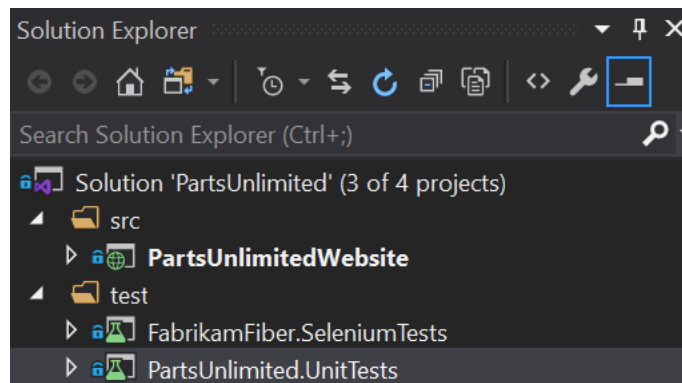 Solution Explorer
Search Solution Explorer (Ctrl+;)
Solution 'PartsUnlimited' (3 of 4 projects)
src
PartsUnlimitedWebsite
test
FabrikamFiber.SeleniumTests
PartsUnlimited.UnitTests